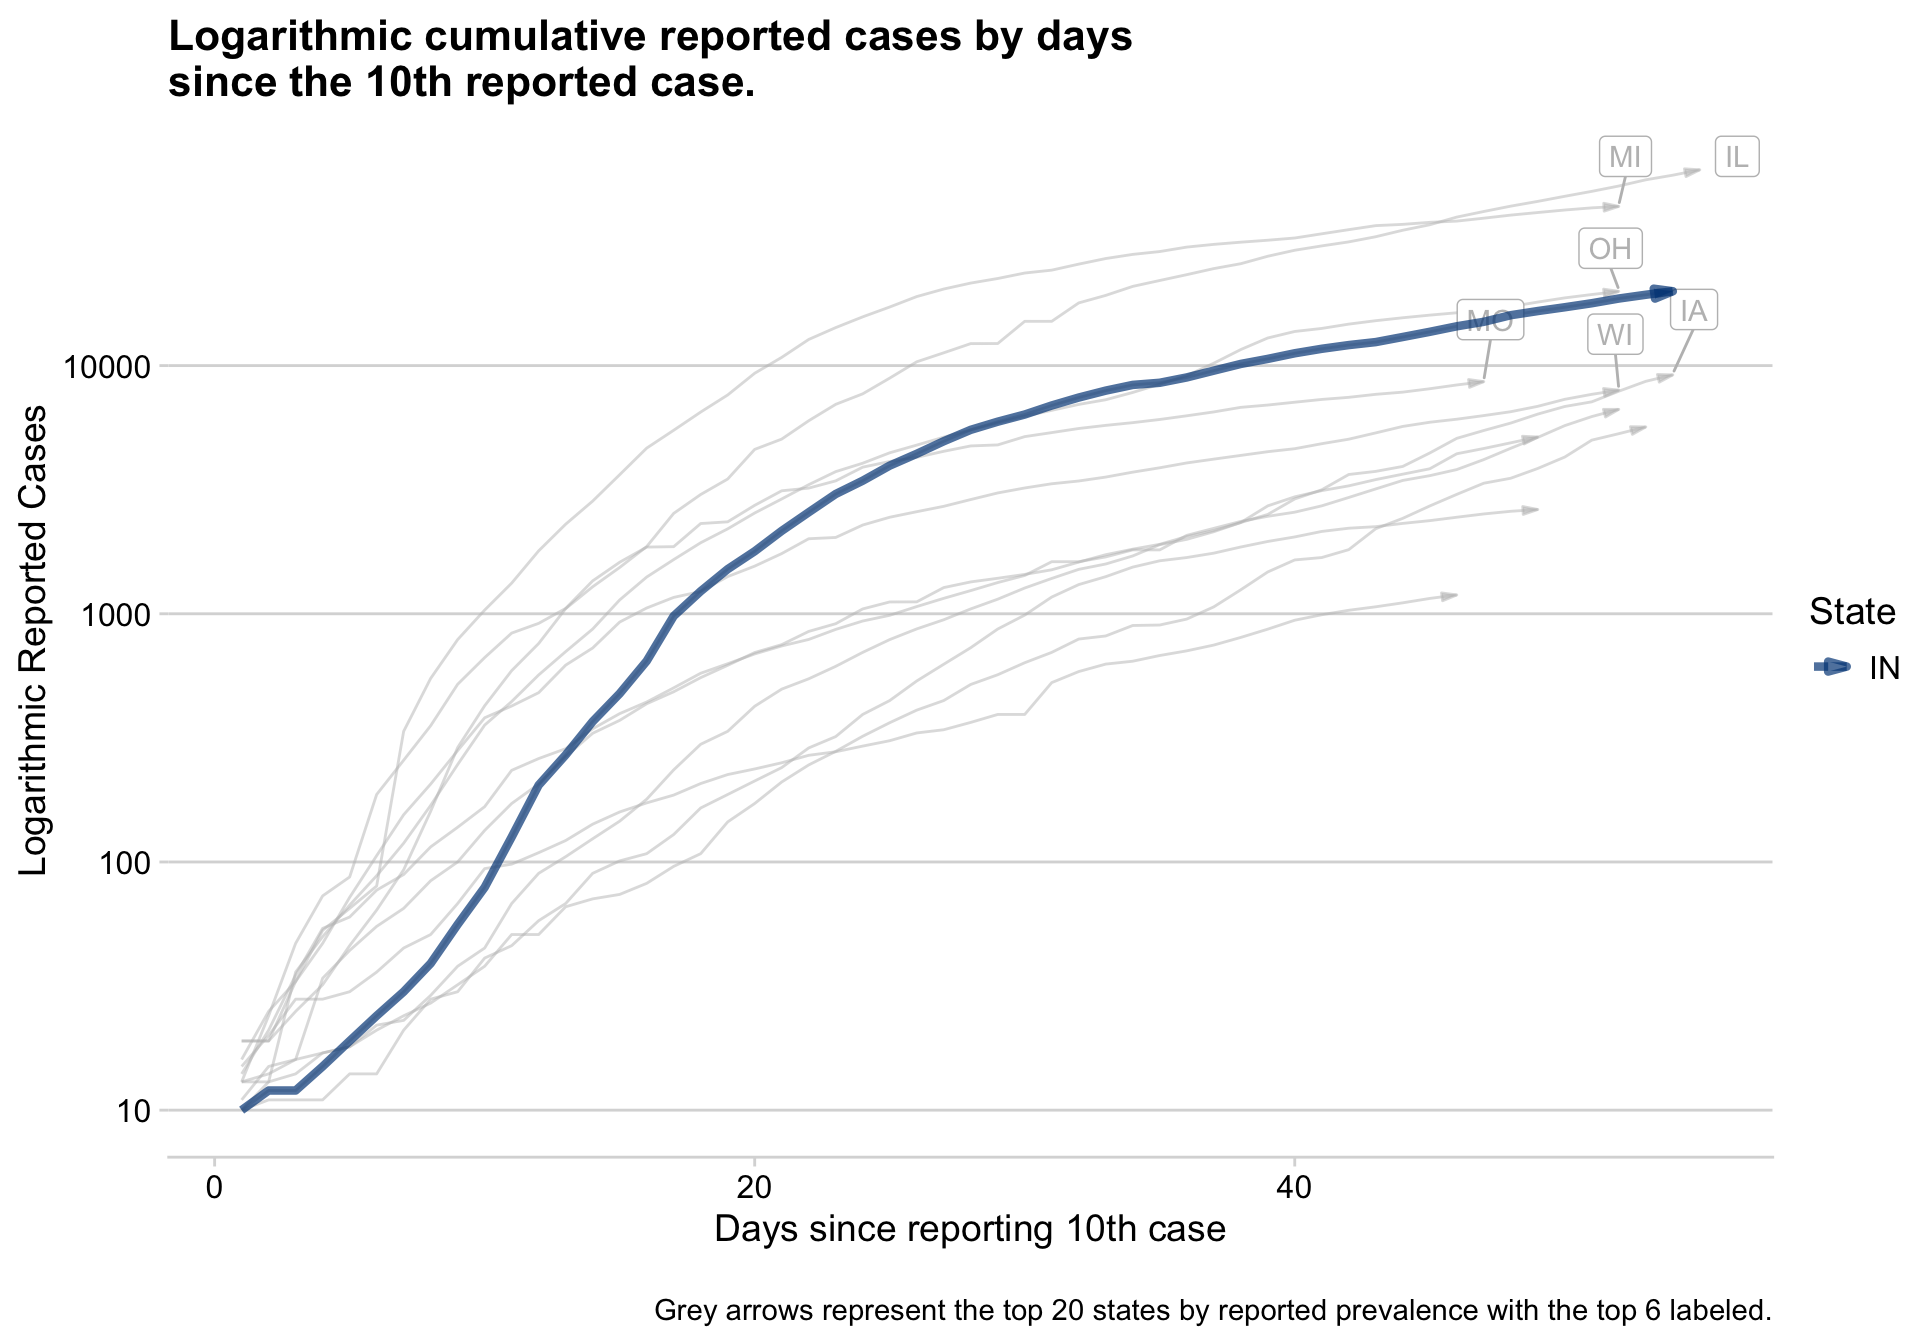 Logarithmic cumulative reported cases by days
since the 10th reported case.
MI
IL
OH
MO
IA
WI
10000
1000
100
10
Logarithmic Reported Cases
State
IN
0
20
40
Days since reporting 10th case
Grey arrows represent the top 20 states by reported prevalence with the top 6 labeled.